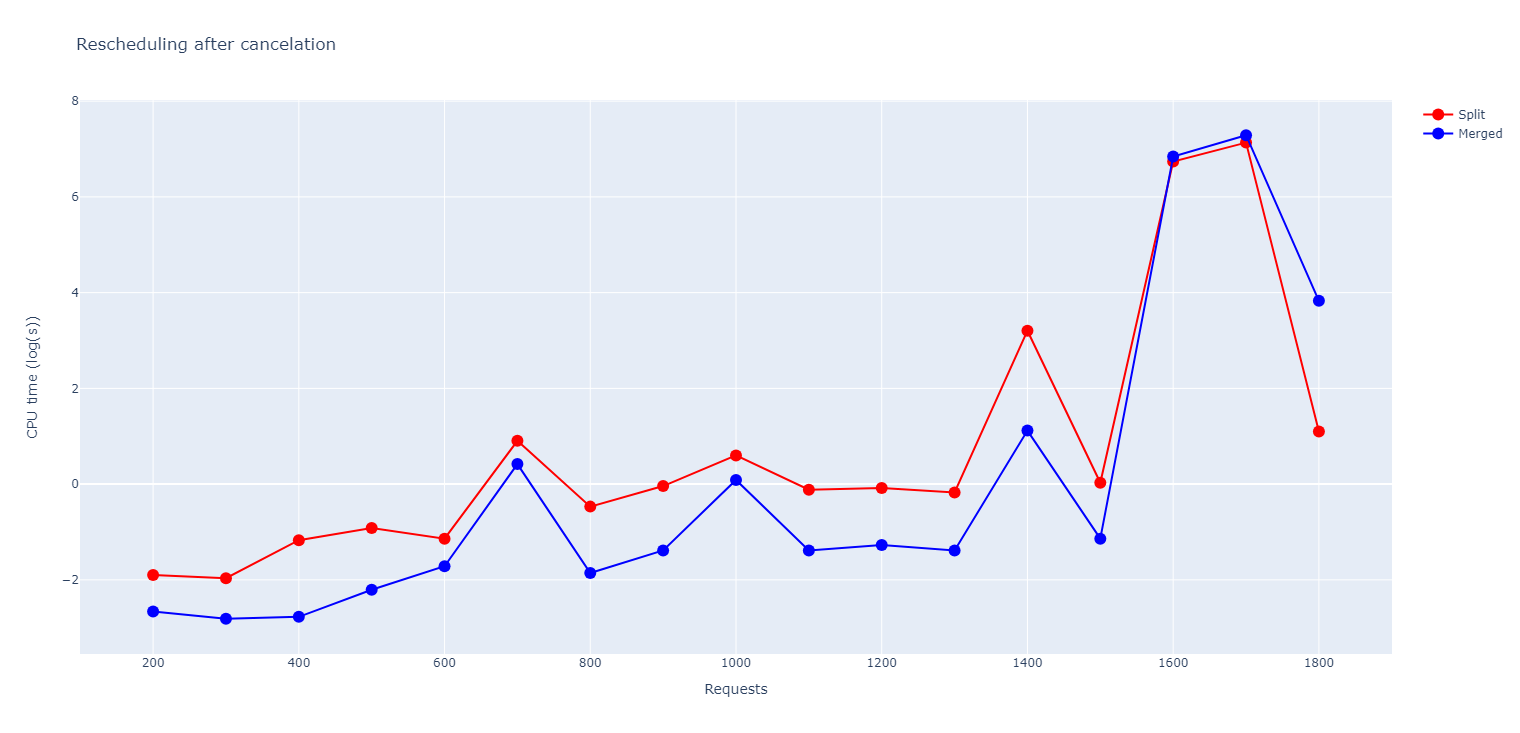 Rescheduling after cancelation
Split
Merged
8
6
4
2
0
−2
CPU time (log(s))
200 400 600 800 1000 1200 1400 1600 1800
Requests